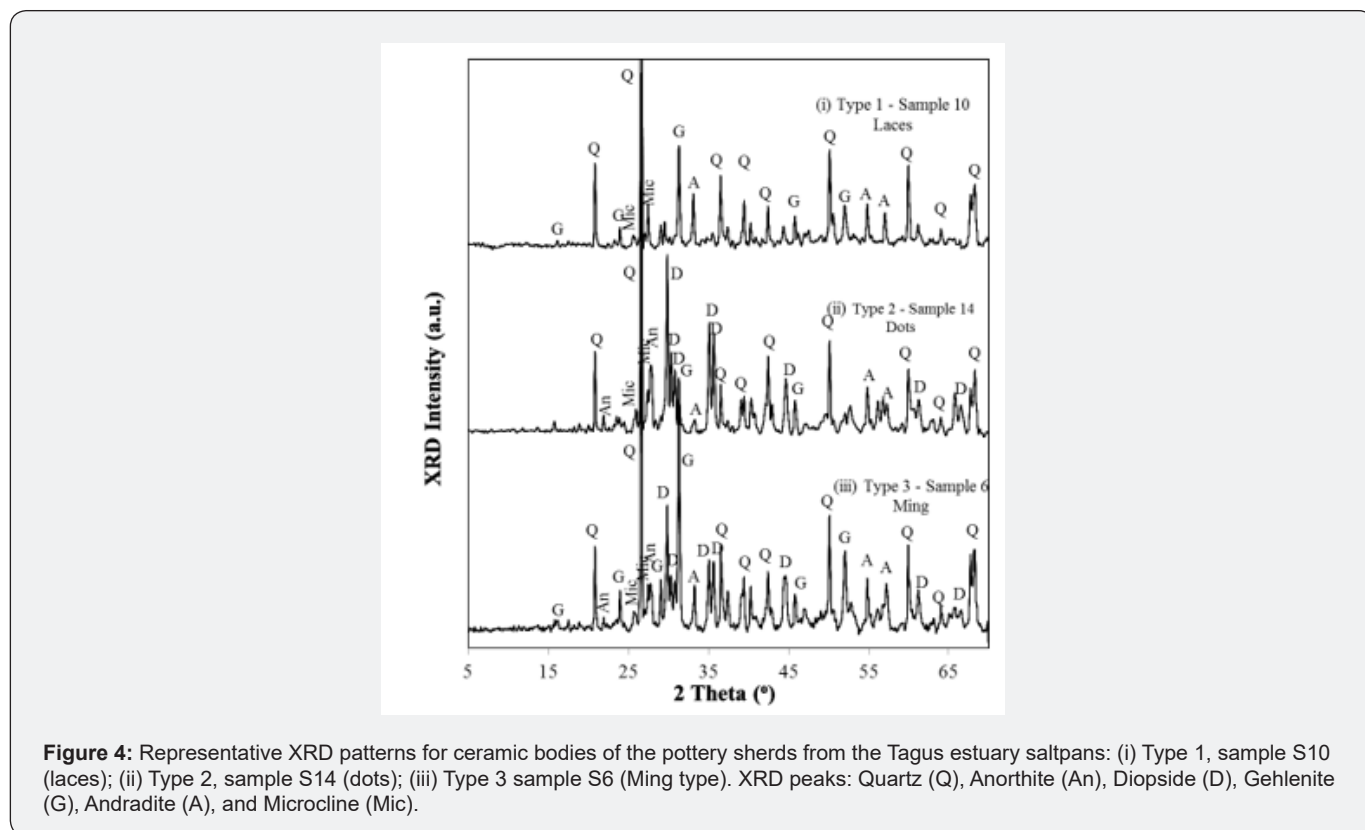 XRD Intensity (a.u.)
(i) Type 1 - Sample 10
Laces
Q
Q
G
G
Mic
Mic
G
A
Q
Q
Q
G
Q
G
A
A
Q
Q
Q
(ii) Type 2 - Sample 14
Dots
Q
Q
An
Mic
Mic
An
D
D
D
G
A
D
D
Q
Q
Q
D
G
Q
A
A
Q
D
Q
D
Q
(iii) Type 3 - Sample 6
Ming
Q
G
Q
An
G
Mic
Mic
An
G
D
D
G
A
D
D
Q
Q
Q
D
G
Q
G
A
A
Q
D
Q
D
Q
5 15 25 35 45 55 65
2 Theta (°)
Figure 4: Representative XRD patterns for ceramic bodies of the pottery sherds from the Tagus estuary saltpans: (i) Type 1, sample S10
(laces); (ii) Type 2, sample S14 (dots); (iii) Type 3 sample S6 (Ming type). XRD peaks: Quartz (Q), Anorthite (An), Diopside (D), Gehlenite
(G), Andradite (A), and Microcline (Mic).